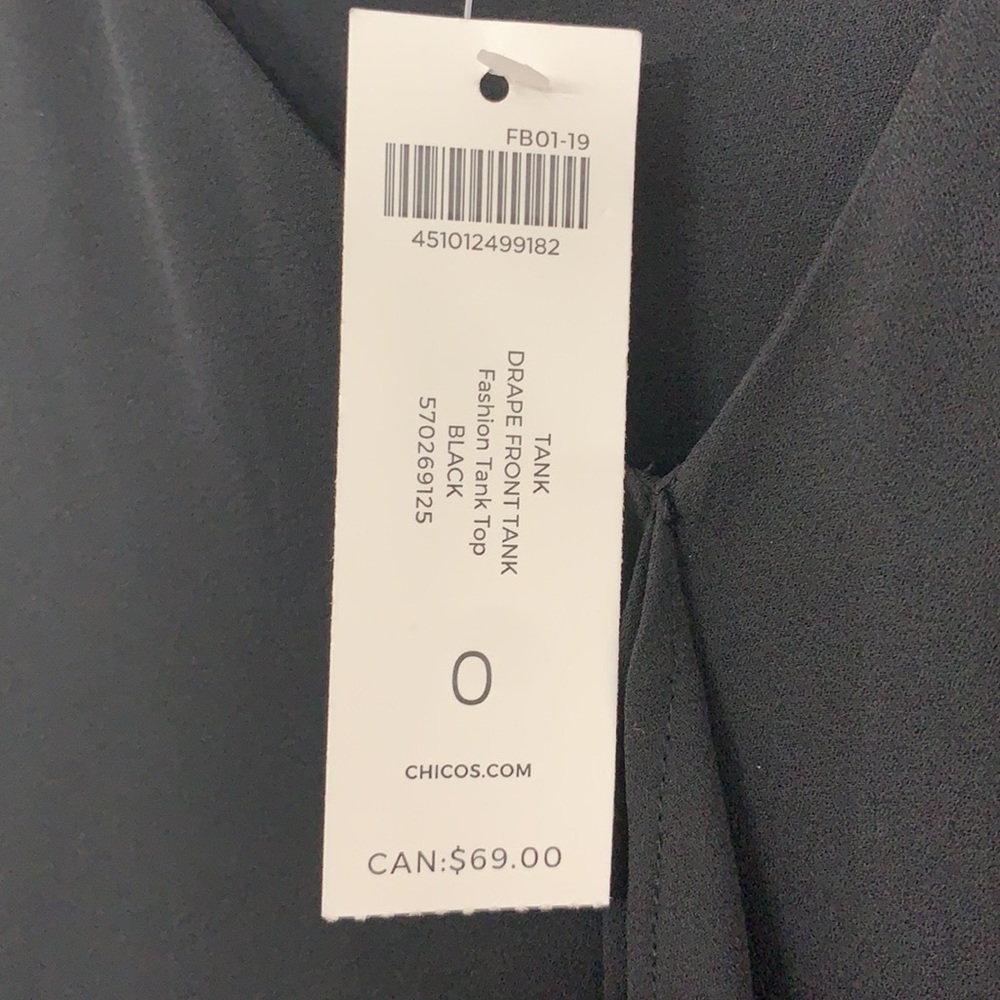 FB01-19
451012499182
TANK
DRAPE FRONT TANK
Fashion Tank Top
BLACK
570269125
0
CHICOS.COM
CAN:$69.00